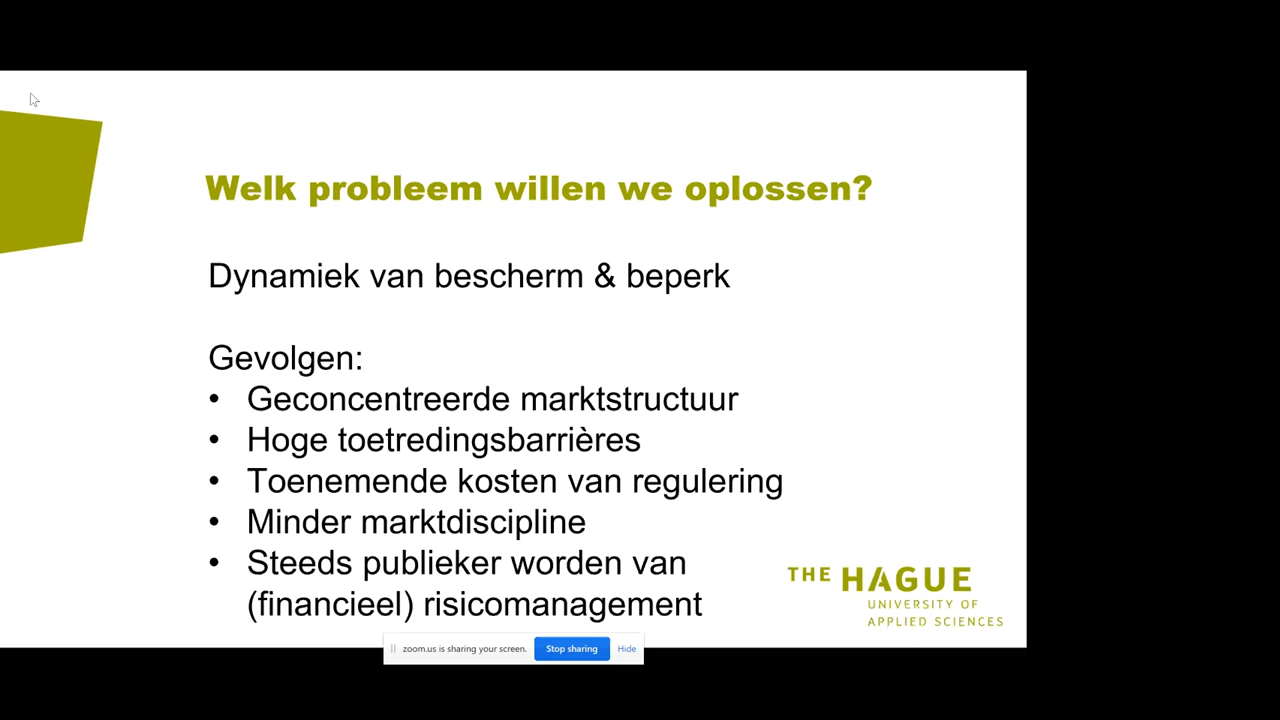 Welk probleem willen we oplossen?
Dynamiek van bescherm & beperk
Gevolgen:
• Geconcentreerde marktstructuur
• Hoge toetredingsbarrières
• Toenemende kosten van regulering
• Minder marktdiscipline
• Steeds publieker worden van
(financieel) risicomanagement
THE HAGUE
UNIVERSITY OF
APPLIED SCIENCES
zoom.us is sharing your screen. Stop sharing Hide